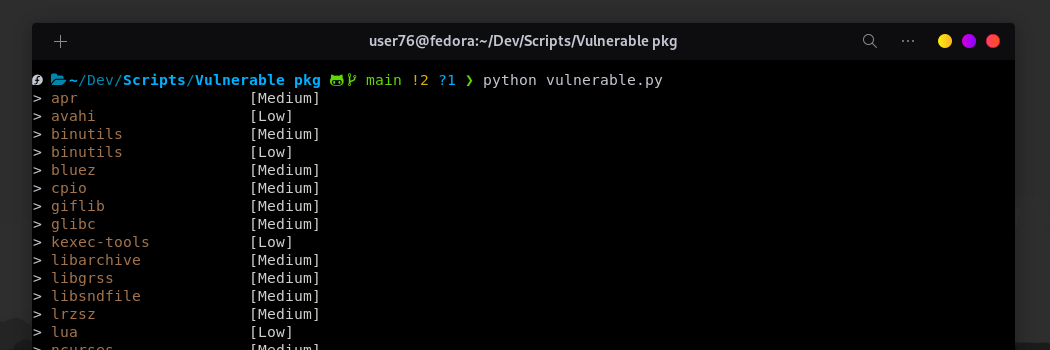 user76@fedora:~/Dev/Scripts/Vulnerable pkg
~/Dev/Scripts/Vulnerable pkg main !2 ?1 ❯ python vulnerable.py
> apr [Medium]
> avahi [Low]
> binutils [Medium]
> binutils [Low]
> bluez [Medium]
> cpio [Medium]
> giflib [Medium]
> glibc [Medium]
> kexec-tools [Low]
> libarchive [Medium]
> libgrss [Medium]
> libsndfile [Medium]
> lrzsz [Medium]
> lua [Low]
> ncurses [Medium]